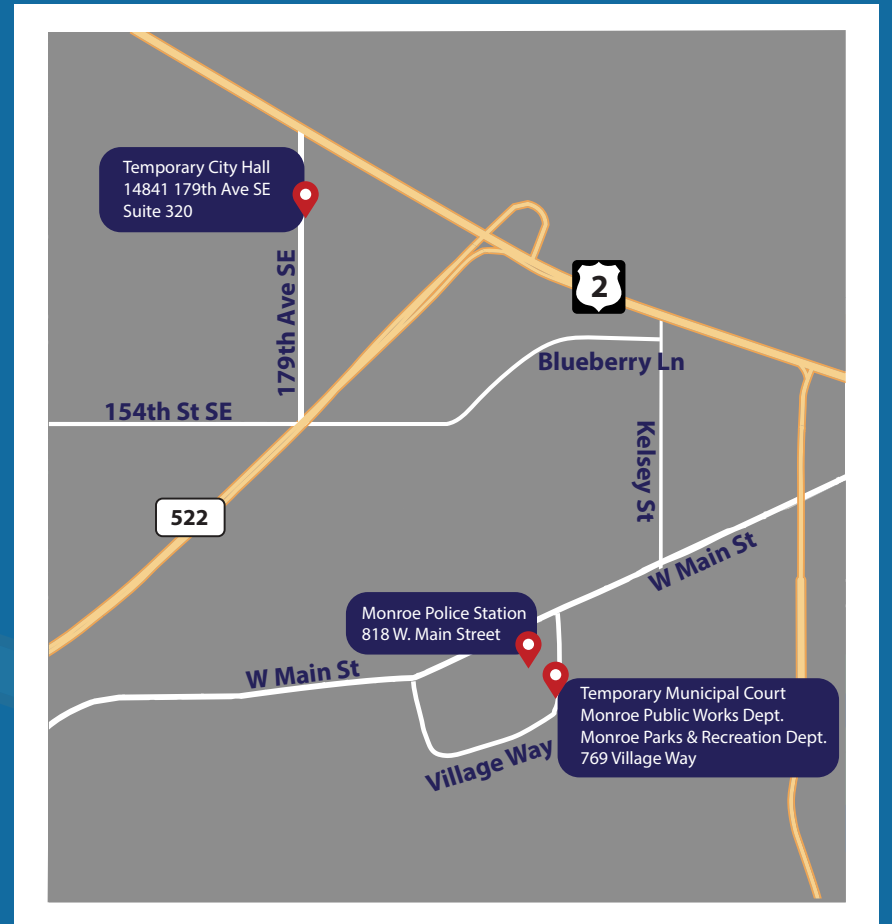 Temporary City Hall
14841 179th Ave SE
Suite 320
179th Ave SE
2
Blueberry Ln
154th St SE
Kelsey St
522
W Main St
Monroe Police Station
818 W. Main Street
W Main St
Temporary Municipal Court
Monroe Public Works Dept.
Monroe Parks & Recreation Dept.
769 Village Way
Village Way